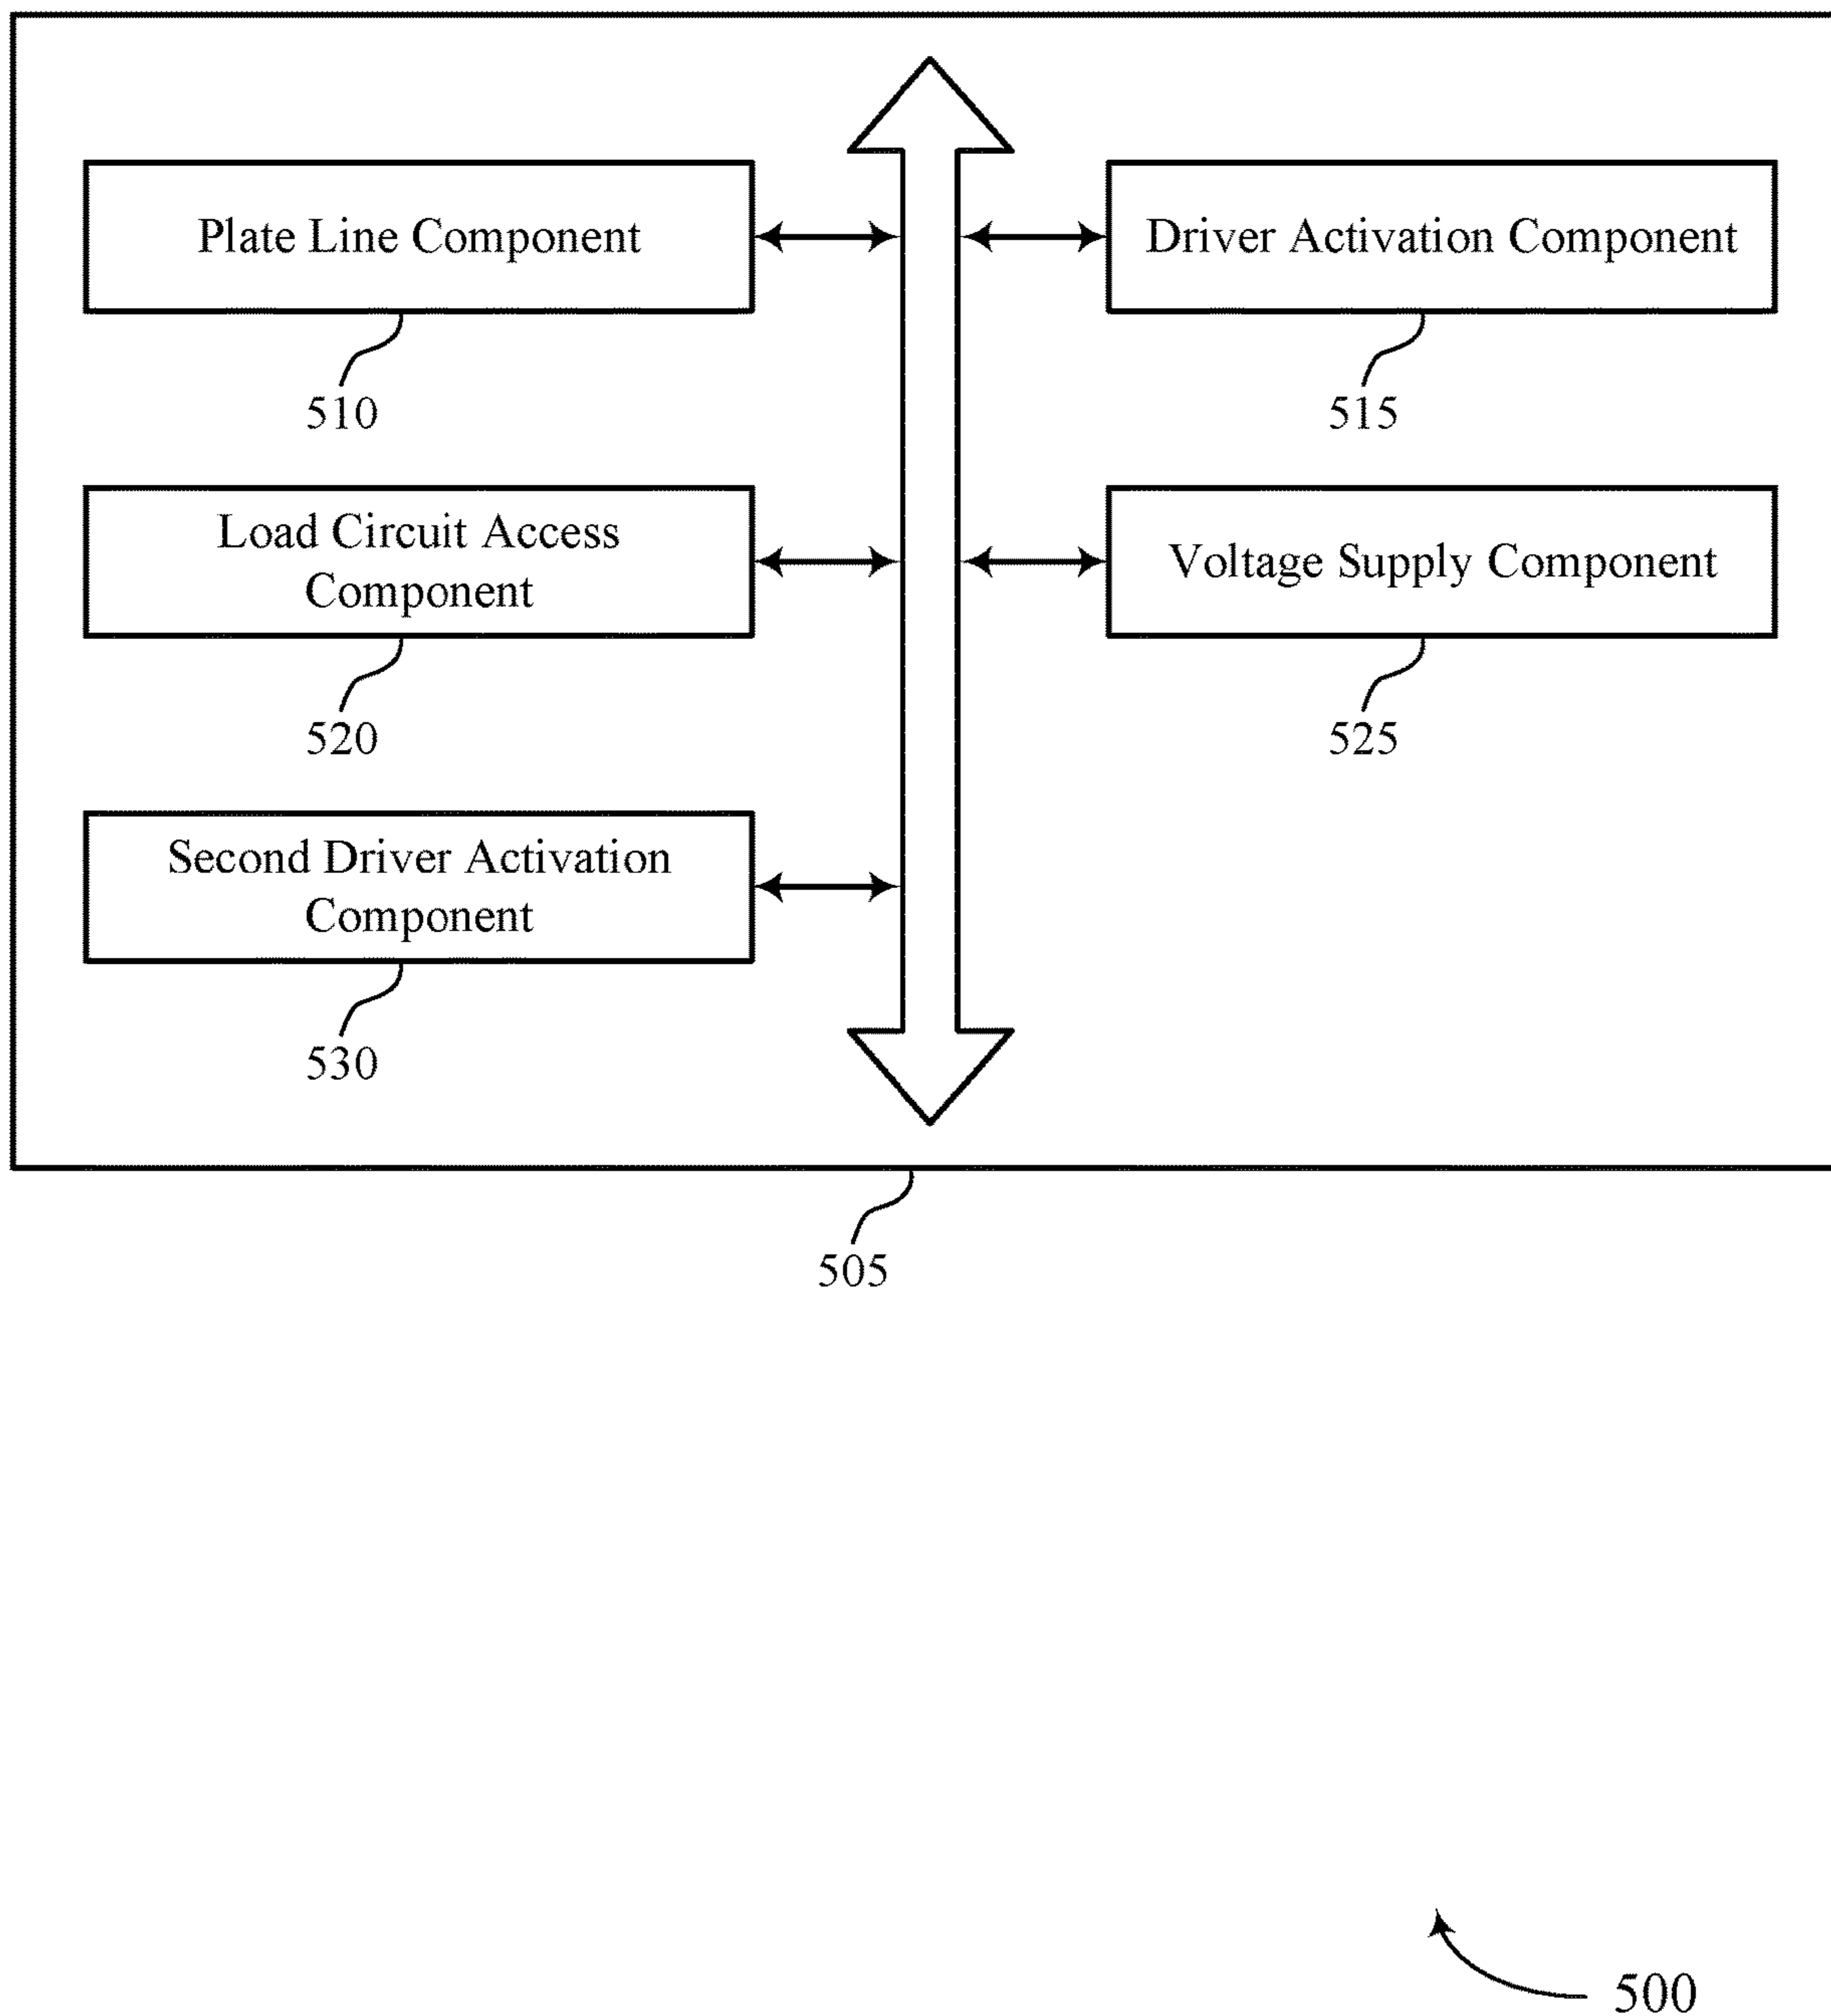 Plate Line Component
Driver Activation Component
510
515
Load Circuit Access
Component
Voltage Supply Component
520
525
Second Driver Activation
Component
530
505
500